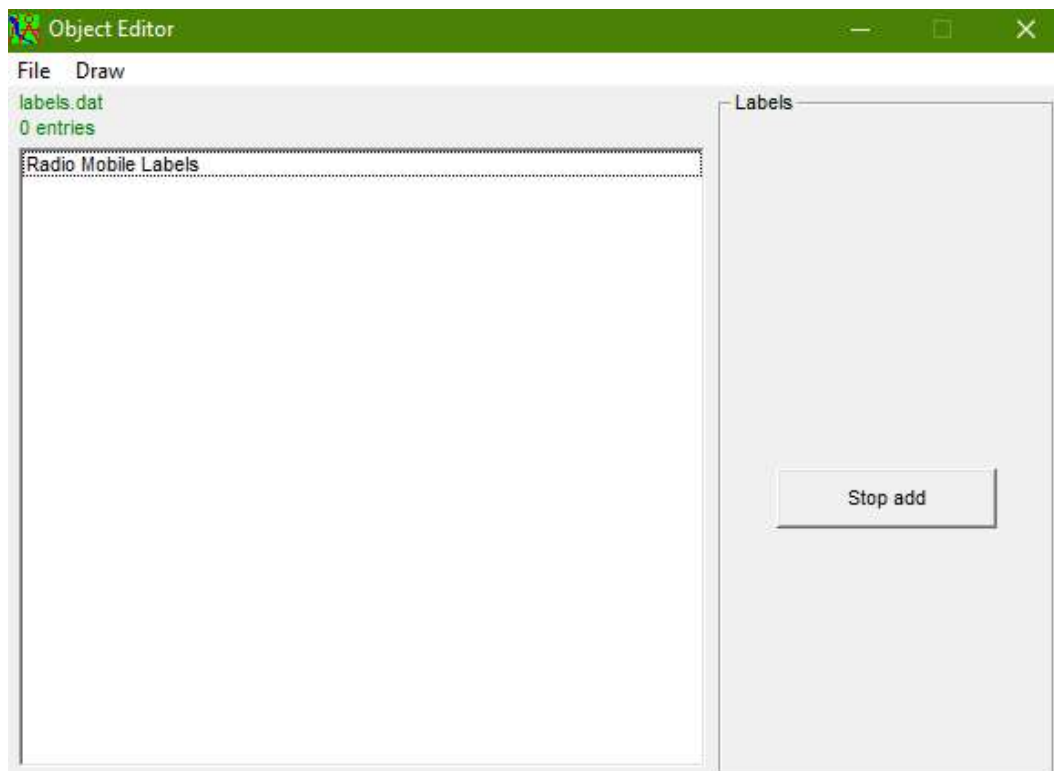 Object Editor
File Draw
labels.dat
0 entries
Labels
Radio Mobile Labels
Stop add